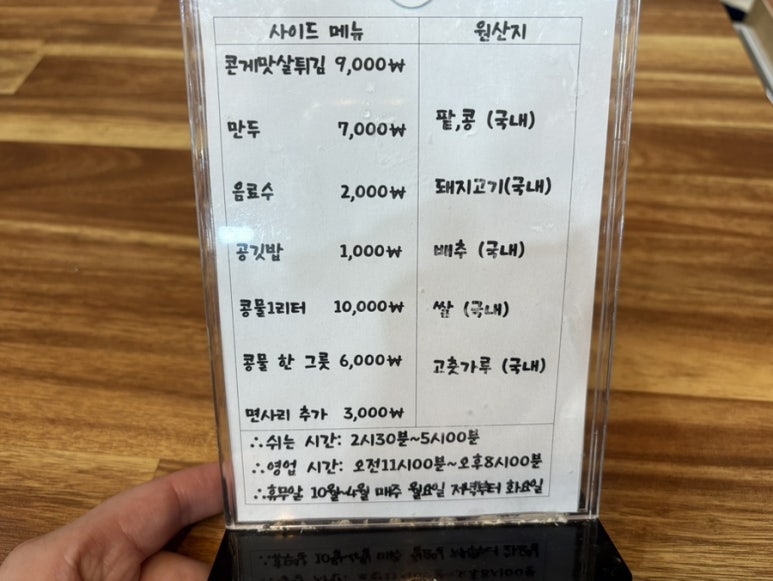 사이드 메뉴 원산지
콘게맛살튀김 9,000₩
만두 7,000₩ 팥,콩 (국내)
음료수 2,000₩ 돼지고기(국내)
공깃밥 1,000₩ 배추 (국내)
콩물1리터 10,000₩ 쌀 (국내)
콩물 한 그릇 6,000₩ 고춧가루 (국내)
면사리 추가 3,000₩
∴쉬는 시간: 2시30분~5시00분
∴영업 시간: 오전11시00분~오후8시00분
∴휴무알 10월~4월 매주 월요일 저녁부터 화요일